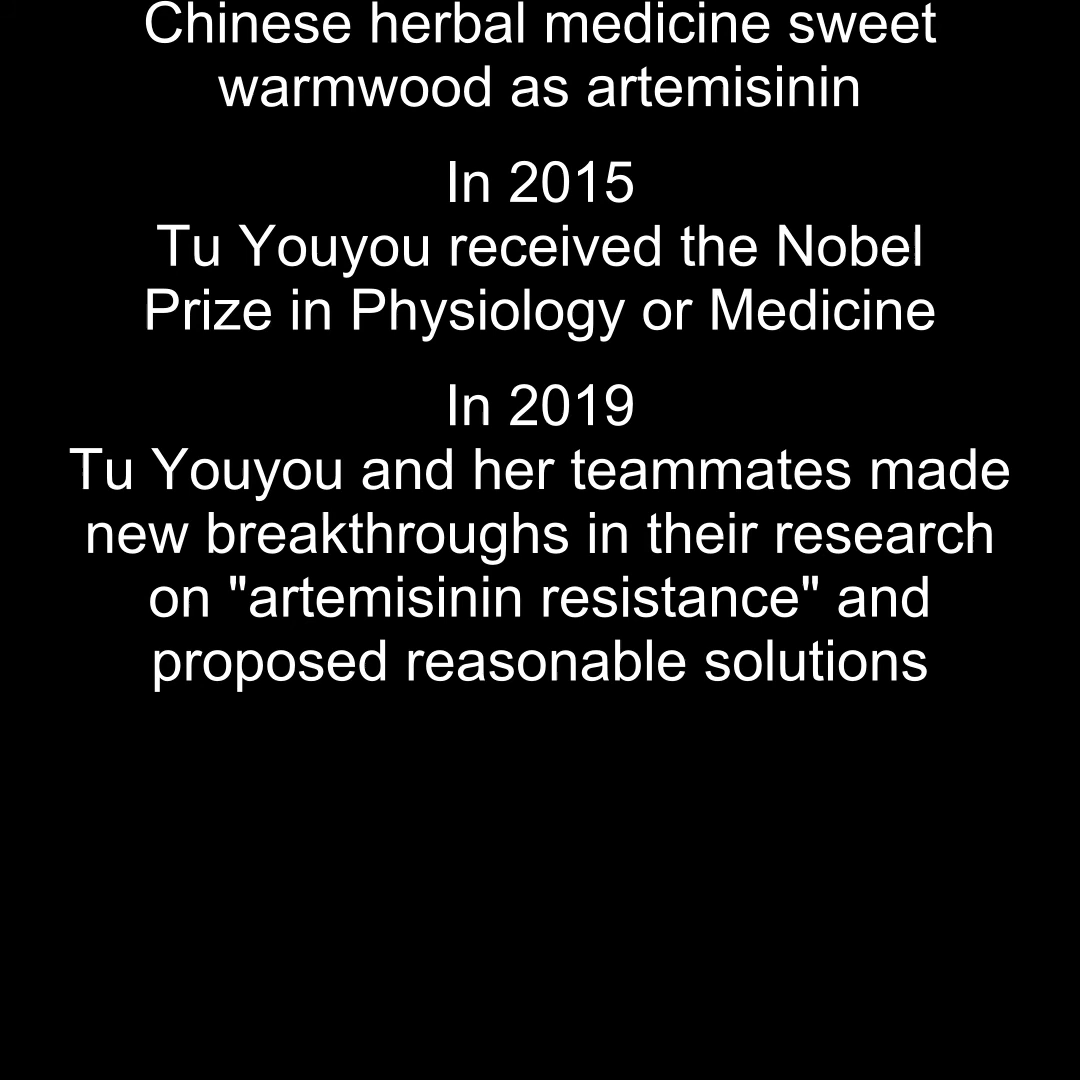 Chinese herbal medicine sweet
warmwood as artemisinin
In 2015
Tu Youyou received the Nobel
Prize in Physiology or Medicine
In 2019
Tu Youyou and her teammates made
new breakthroughs in their research
on "artemisinin resistance" and
proposed reasonable solutions